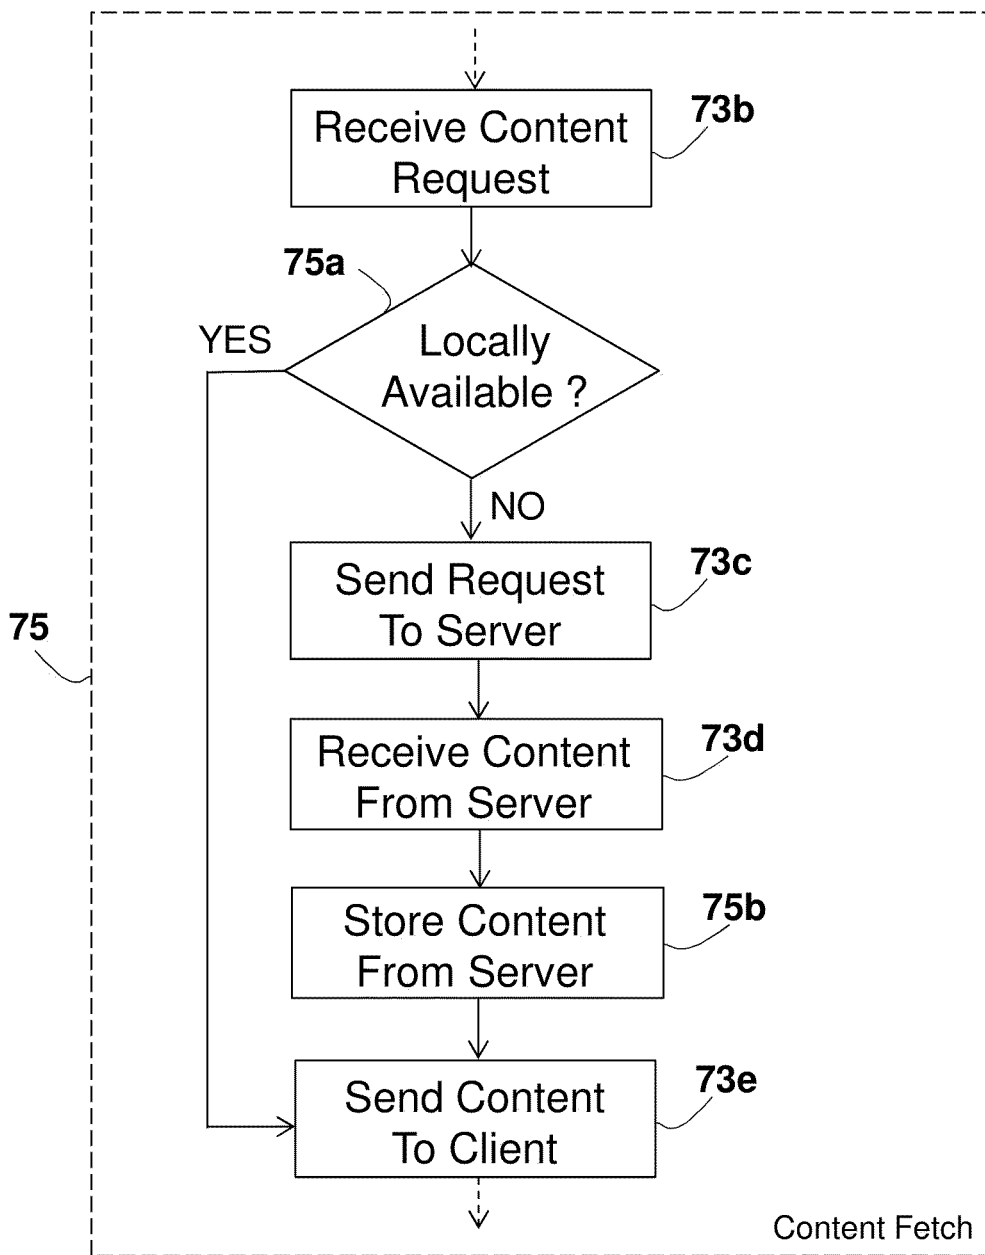 Receive Content
Request
73b
75a
YES
Locally
Available ?
NO
Send Request
To Server
73c
75
Receive Content
From Server
73d
Store Content
From Server
75b
Send Content
To Client
73e
Content Fetch